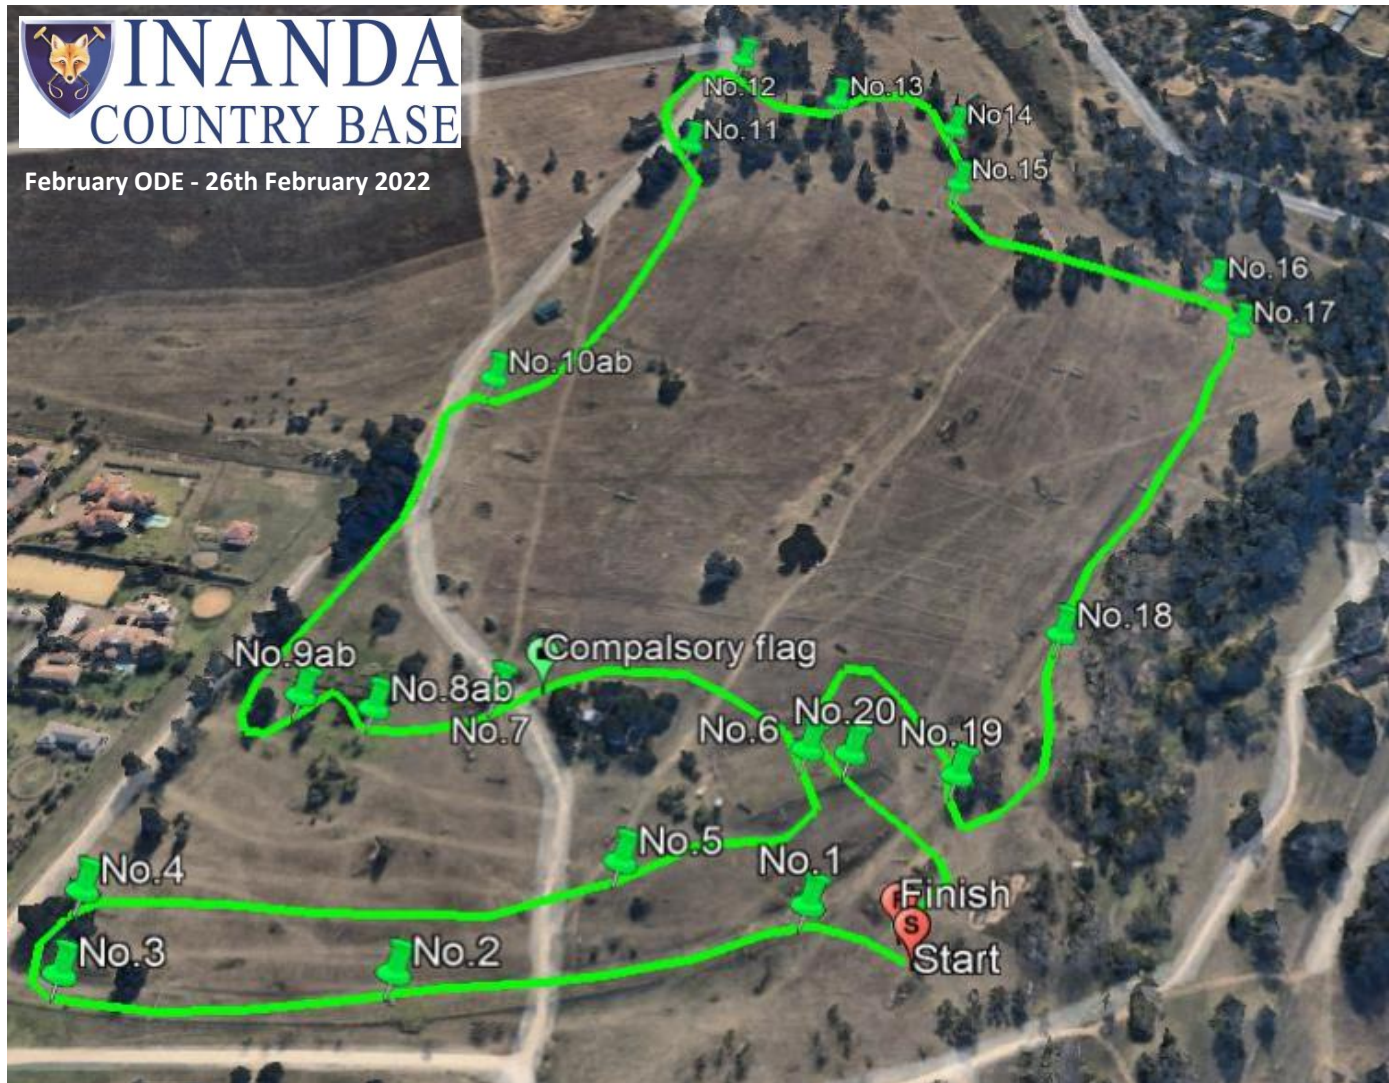 INANDA
COUNTRY BASE
February ODE - 26th February 2022
No.12
No.13
No.11
No14
No.15
No.16
No.17
No.10ab
No.18
No.9ab
Compalsory flag
No.8ab
No.7
No.6
No.20
No.19
No.5
No.4
No.1
Finish
S
No.3
No.2
Start